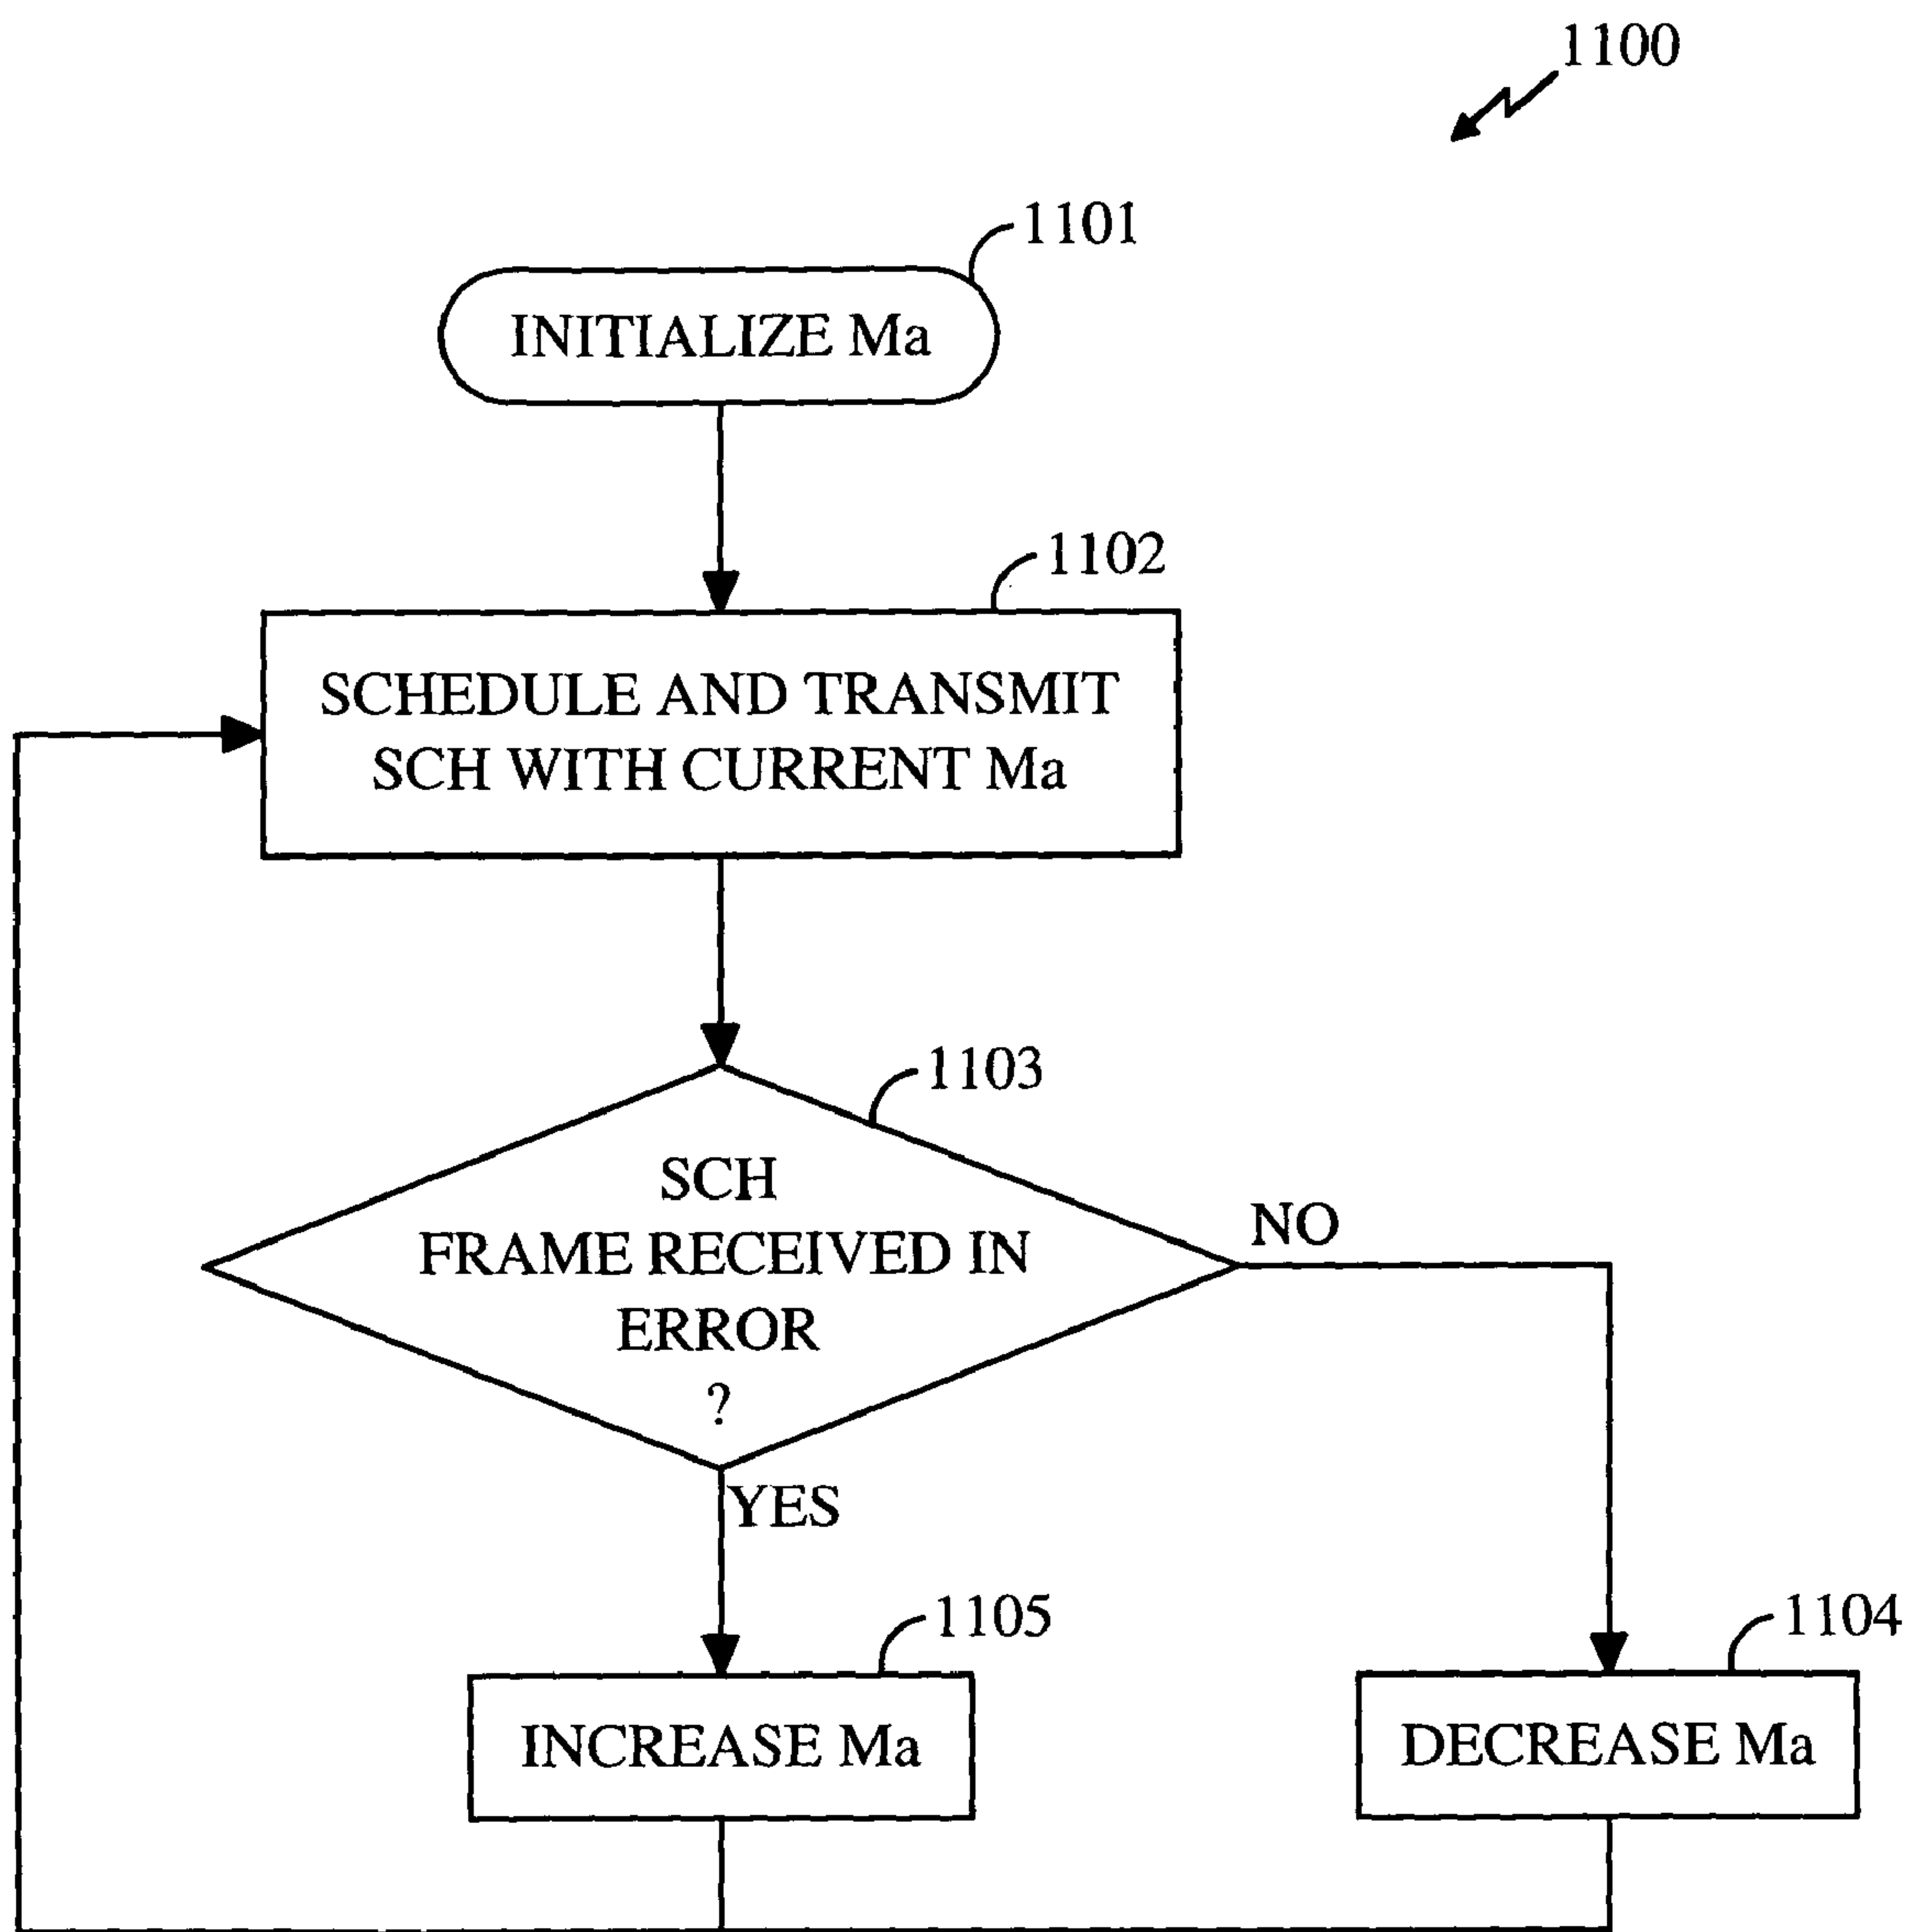 1100
1101
INITIALIZE Ma
1102
SCHEDULE AND TRANSMIT
SCH WITH CURRENT Ma
1103
SCH
FRAME RECEIVED IN
ERROR
?
NO
YES
1105
INCREASE Ma
1104
DECREASE Ma